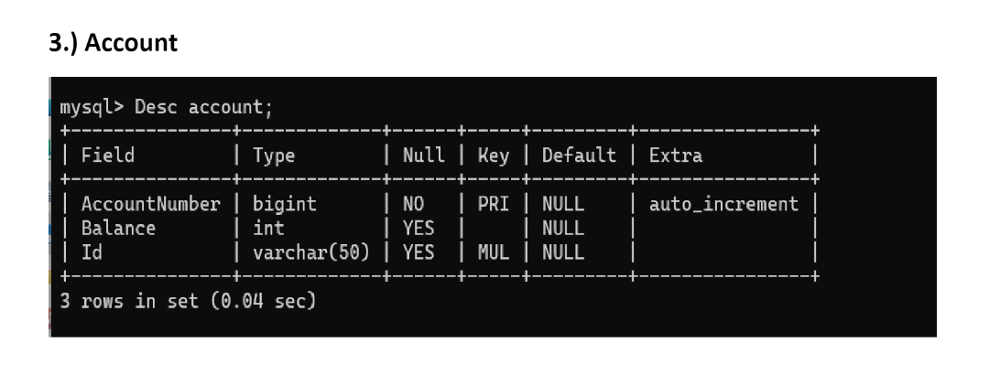 3.) Account
mysql> Desc account;
+---------------+-------------+------+-----+---------+----------------+
| Field         | Type        | Null | Key | Default | Extra          |
+---------------+-------------+------+-----+---------+----------------+
| AccountNumber | bigint      | NO   | PRI | NULL    | auto_increment |
| Balance       | int         | YES  |     | NULL    |                |
| Id            | varchar(50) | YES  | MUL | NULL    |                |
+---------------+-------------+------+-----+---------+----------------+
3 rows in set (0.04 sec)